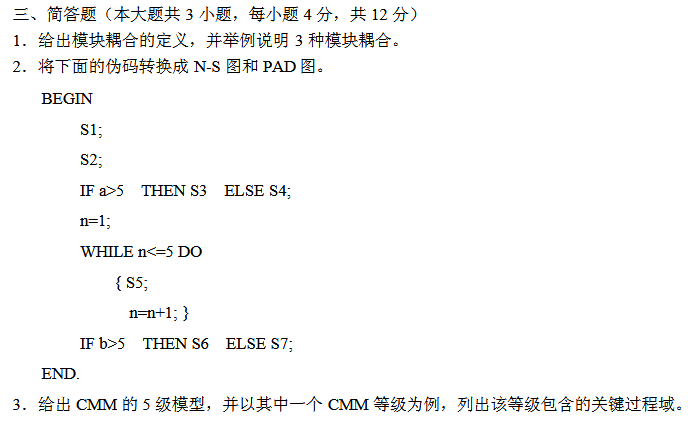 三、简答题（本大题共 3 小题，每小题 4 分，共 12 分）
1．给出模块耦合的定义，并举例说明 3 种模块耦合。
2．将下面的伪码转换成 N-S 图和 PAD 图。
BEGIN
S1;
S2;
IF a>5 THEN S3 ELSE S4;
n=1;
WHILE n<=5 DO
{ S5;
n=n+1; }
IF b>5 THEN S6 ELSE S7;
END.
3．给出 CMM 的 5 级模型，并以其中一个 CMM 等级为例，列出该等级包含的关键过程域。